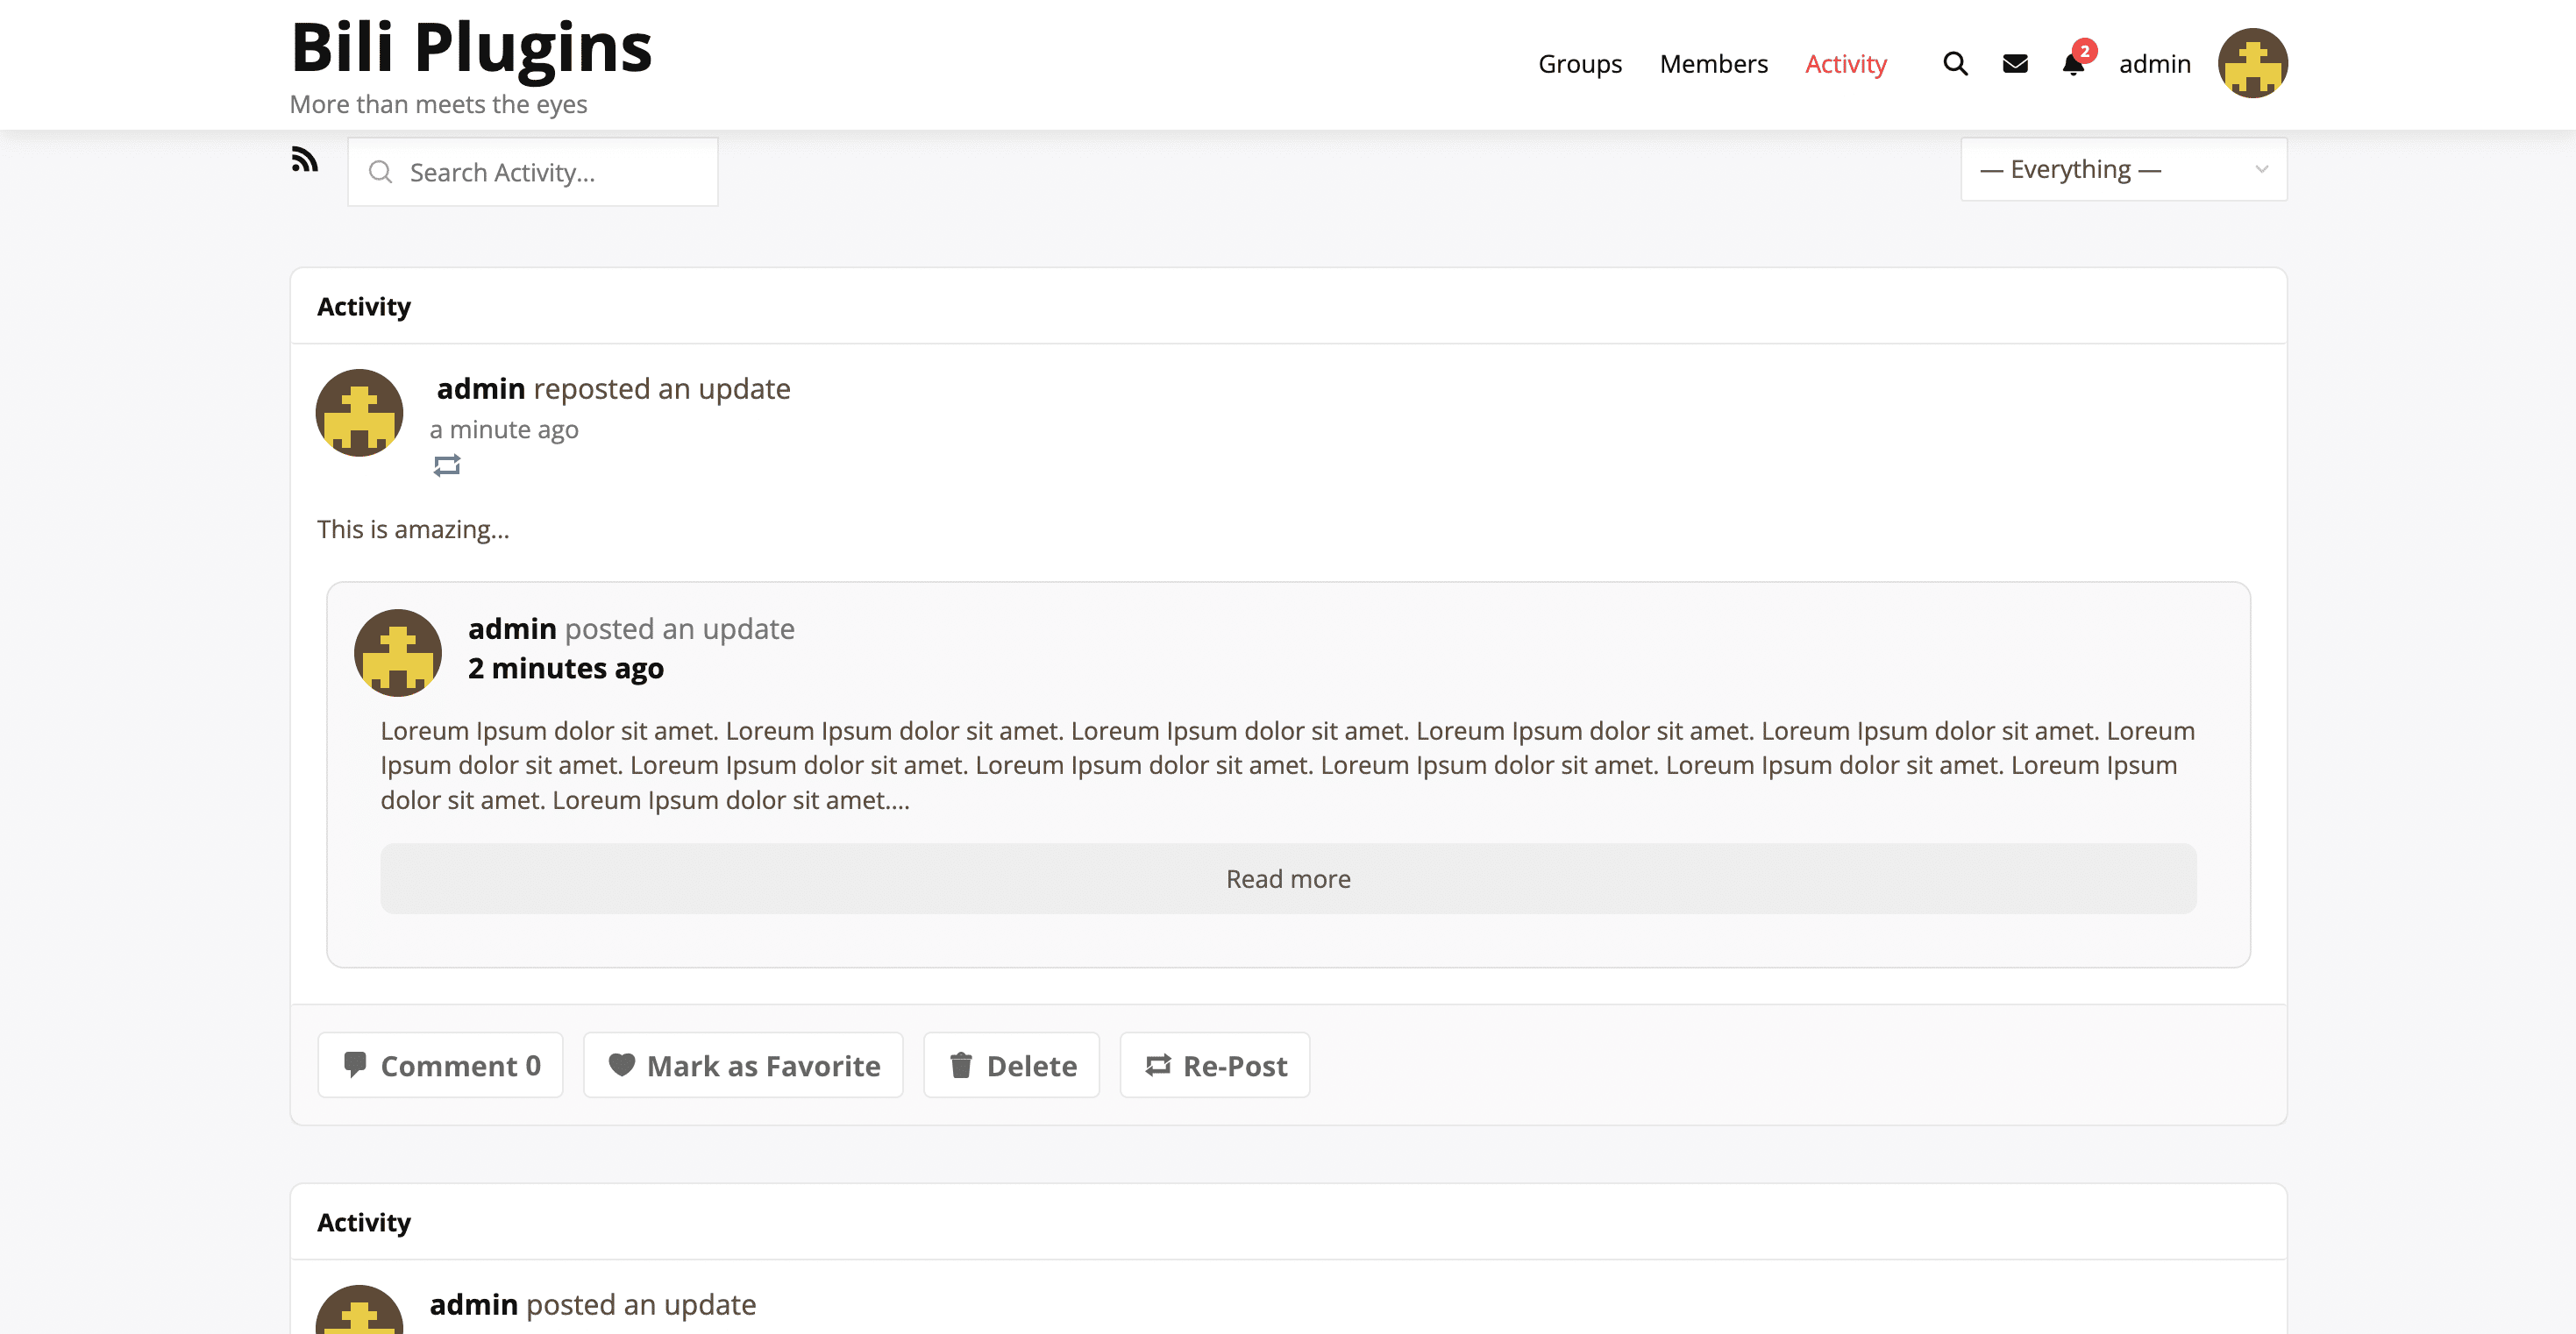 Bili Plugins
More than meets the eyes
Groups Members Activity 2 admin
Search Activity...
— Everything —
Activity
admin reposted an update
a minute ago
This is amazing...
admin posted an update
2 minutes ago
Loreum Ipsum dolor sit amet. Loreum Ipsum dolor sit amet. Loreum Ipsum dolor sit amet. Loreum Ipsum dolor sit amet. Loreum Ipsum dolor sit amet. Loreum
Ipsum dolor sit amet. Loreum Ipsum dolor sit amet. Loreum Ipsum dolor sit amet. Loreum Ipsum dolor sit amet. Loreum Ipsum dolor sit amet. Loreum Ipsum
dolor sit amet. Loreum Ipsum dolor sit amet....
Read more
Comment 0 Mark as Favorite Delete Re-Post
Activity
admin posted an update